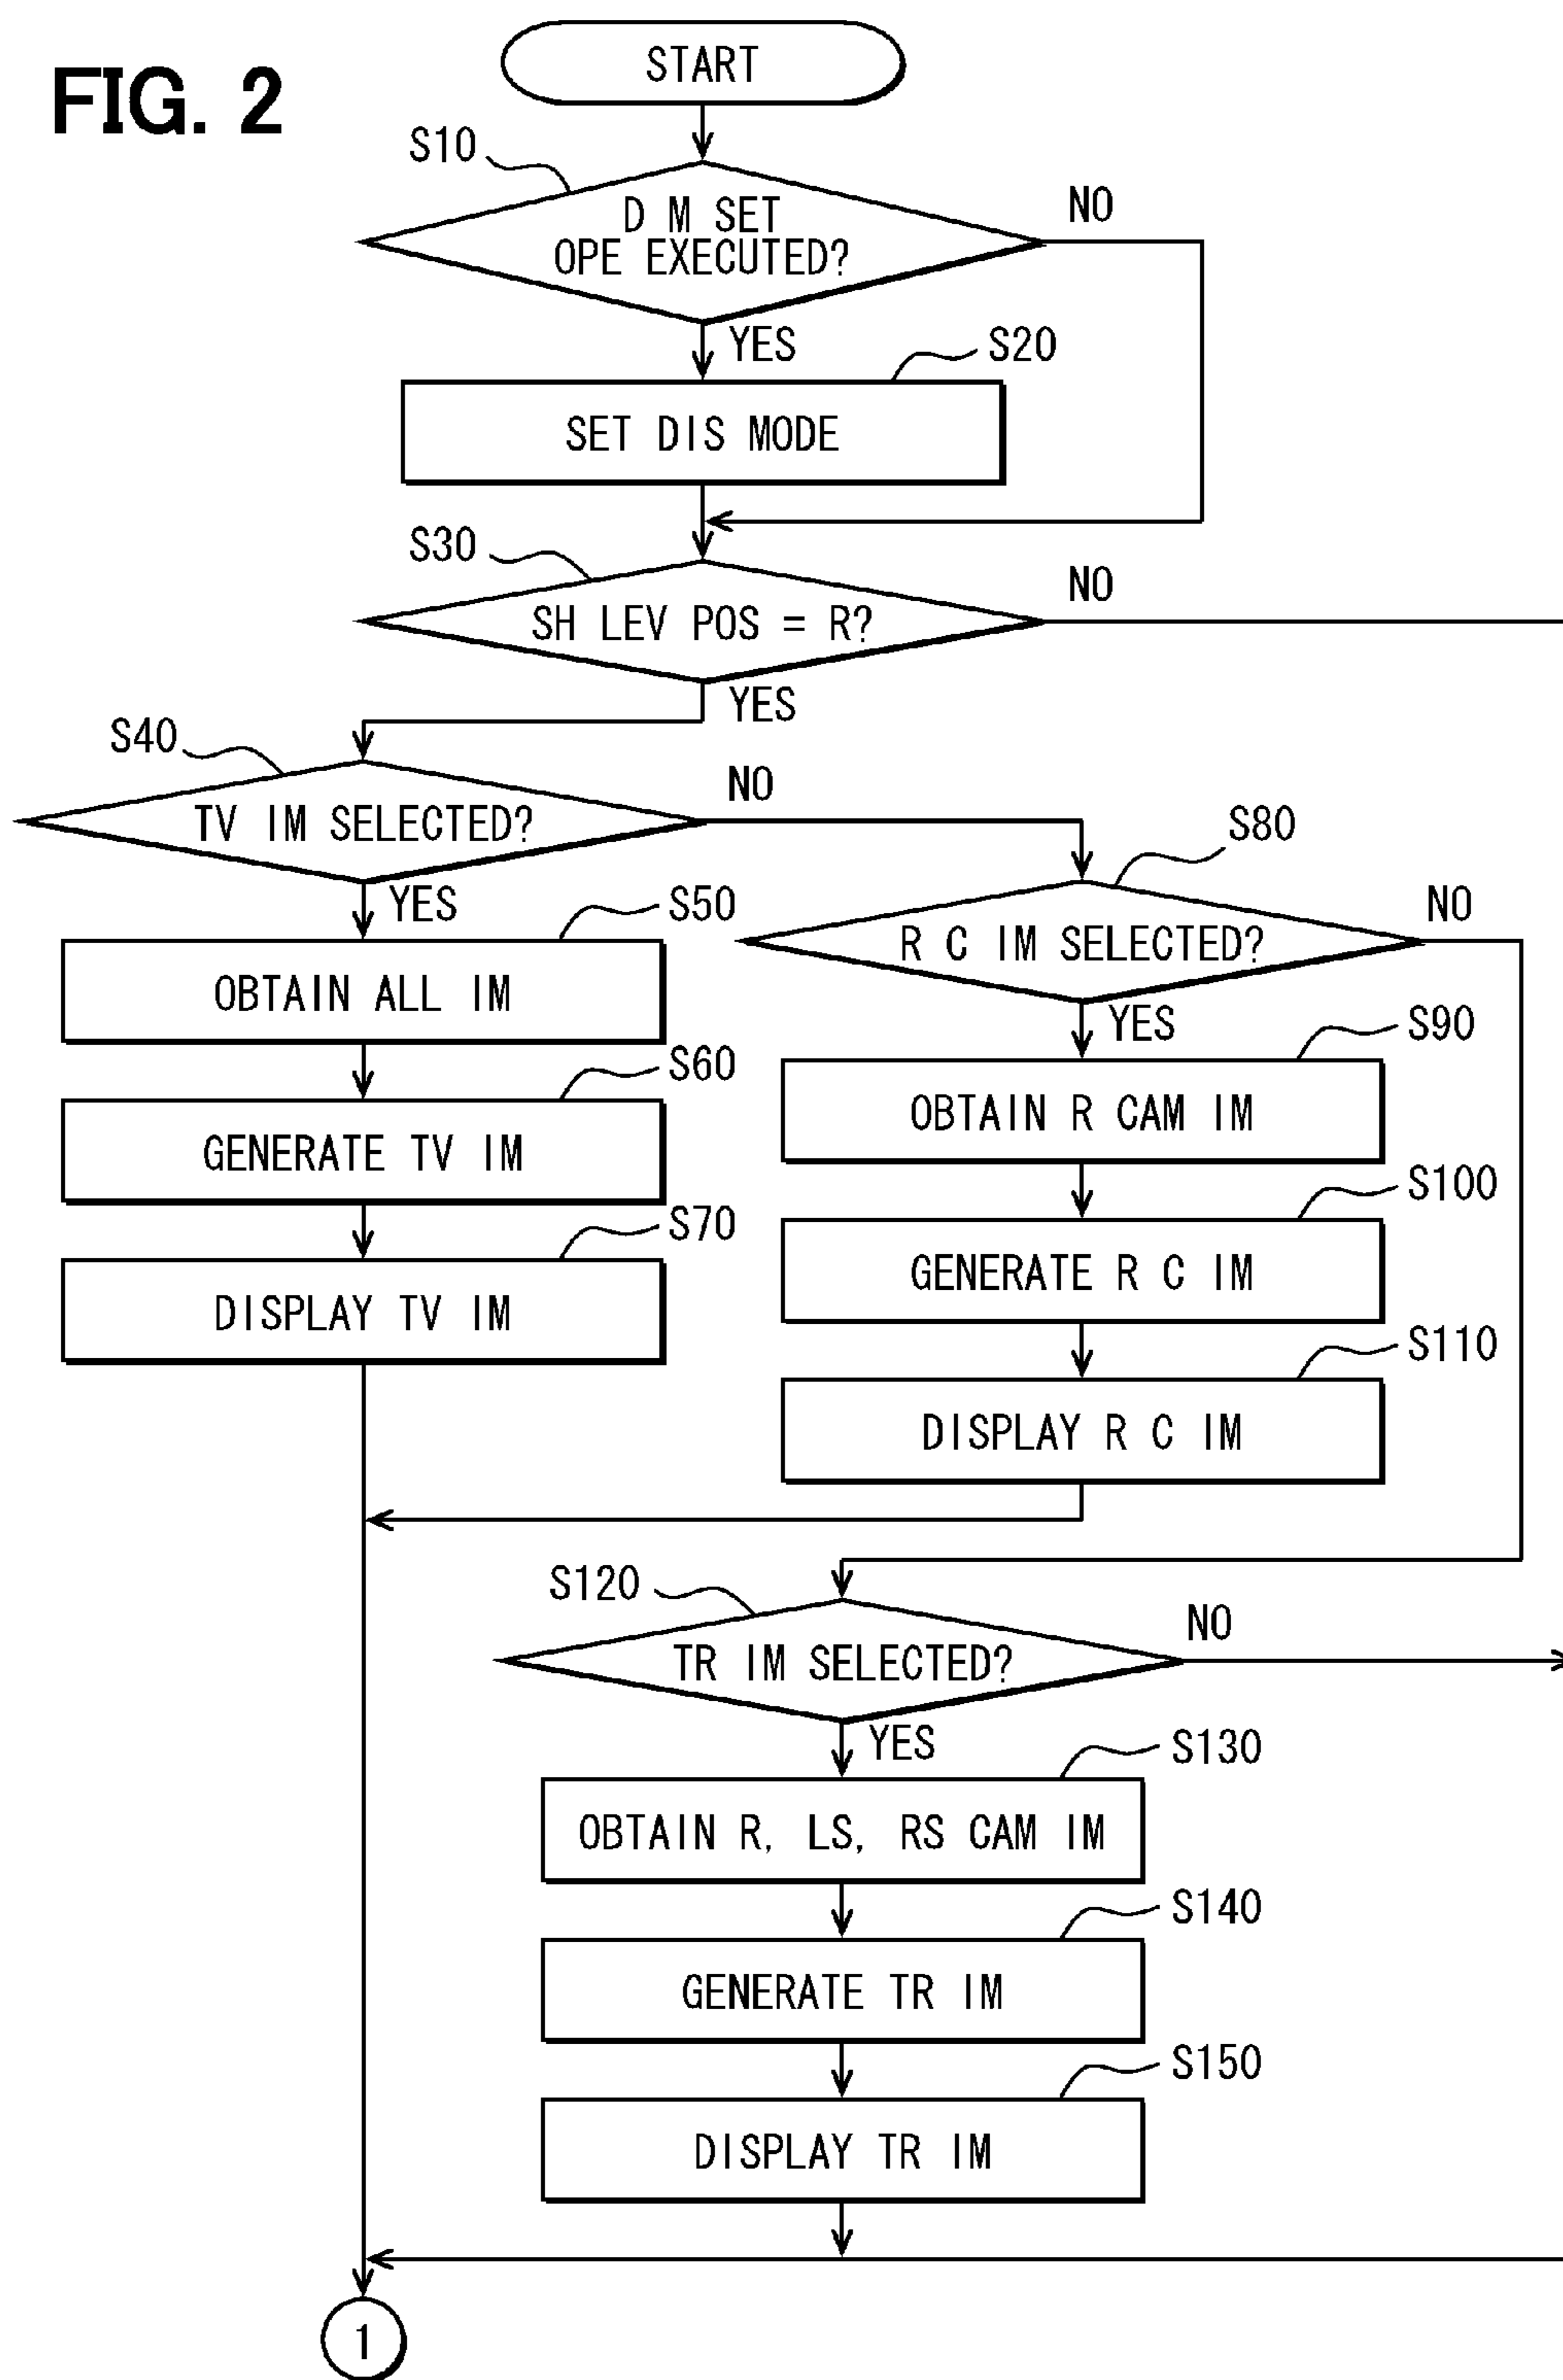 FIG. 2
START
S10
D M SET
OPE EXECUTED?
NO
YES
S20
SET DIS MODE
S30
SH LEV POS = R?
NO
YES
S40
TV IM SELECTED?
NO
YES
S80
R C IM SELECTED?
NO
YES
S50
OBTAIN ALL IM
S60
GENERATE TV IM
S70
DISPLAY TV IM
S90
OBTAIN R CAM IM
S100
GENERATE R C IM
S110
DISPLAY R C IM
S120
TR IM SELECTED?
NO
YES
S130
OBTAIN R, LS, RS CAM IM
S140
GENERATE TR IM
S150
DISPLAY TR IM
1